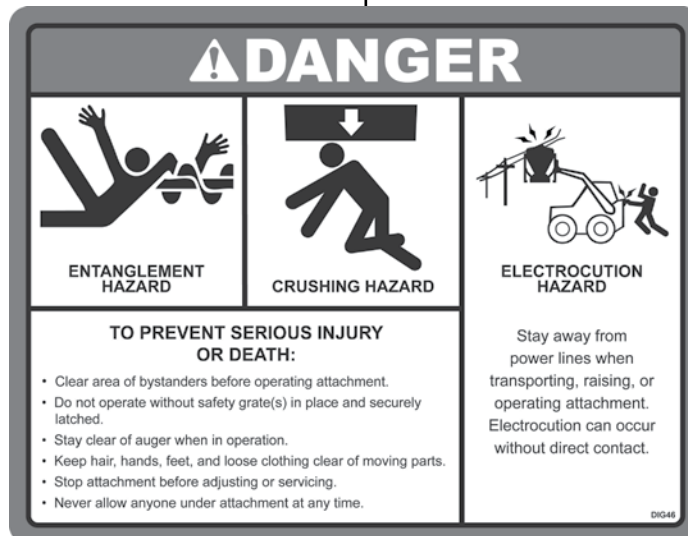 DANGER
ENTANGLEMENT
HAZARD
CRUSHING HAZARD
ELECTROCUTION
HAZARD
TO PREVENT SERIOUS INJURY
OR DEATH:
• Clear area of bystanders before operating attachment.
• Do not operate without safety grate(s) in place and securely
latched.
• Stay clear of auger when in operation.
• Keep hair, hands, feet, and loose clothing clear of moving parts.
• Stop attachment before adjusting or servicing.
• Never allow anyone under attachment at any time.
Stay away from
power lines when
transporting, raising, or
operating attachment.
Electrocution can occur
without direct contact.
DIG46